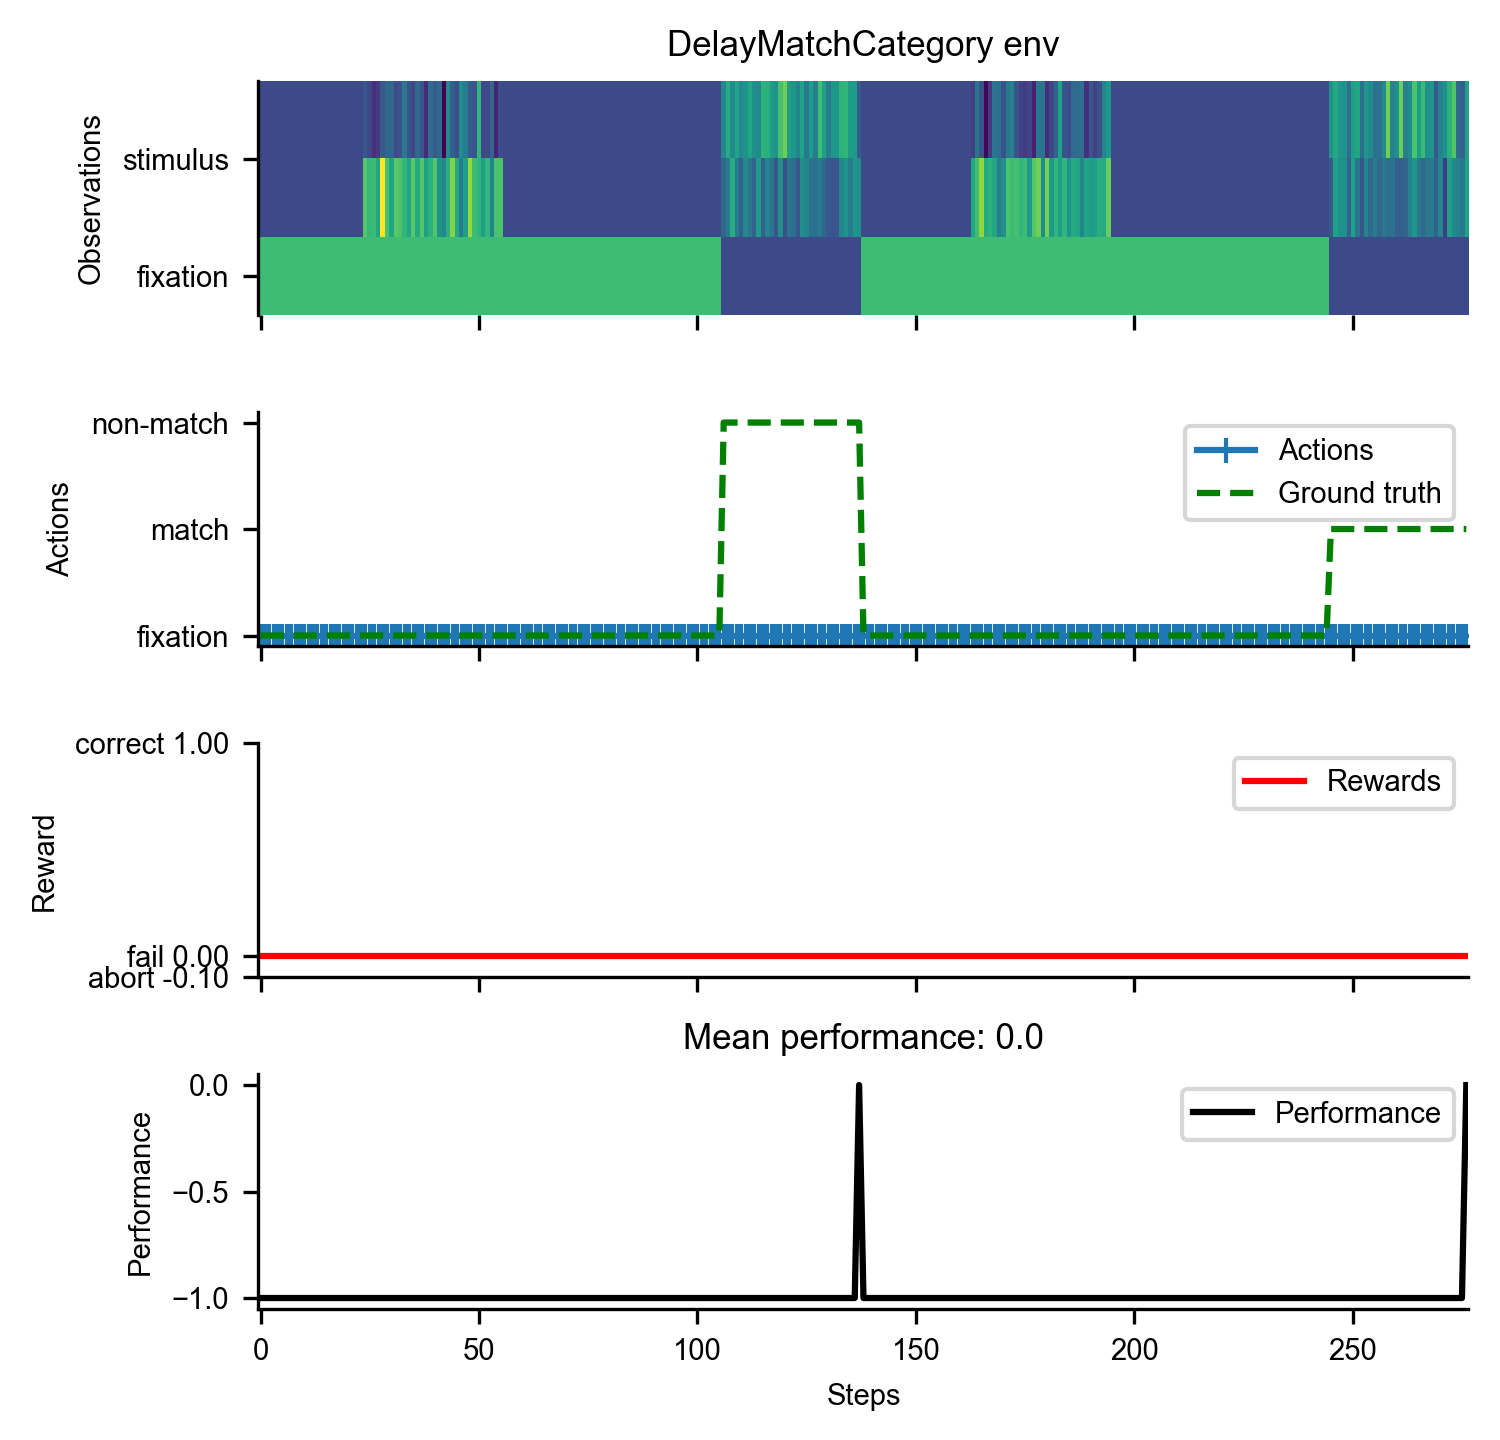 DelayMatchCategory env
Observations
stimulus
fixation
Actions
non-match
match
fixation
Actions
Ground truth
Reward
correct 1.00
fail 0.00
abort -0.10
Rewards
Mean performance: 0.0
Performance
0.0
−0.5
−1.0
Performance
0 50 100 150 200 250
Steps